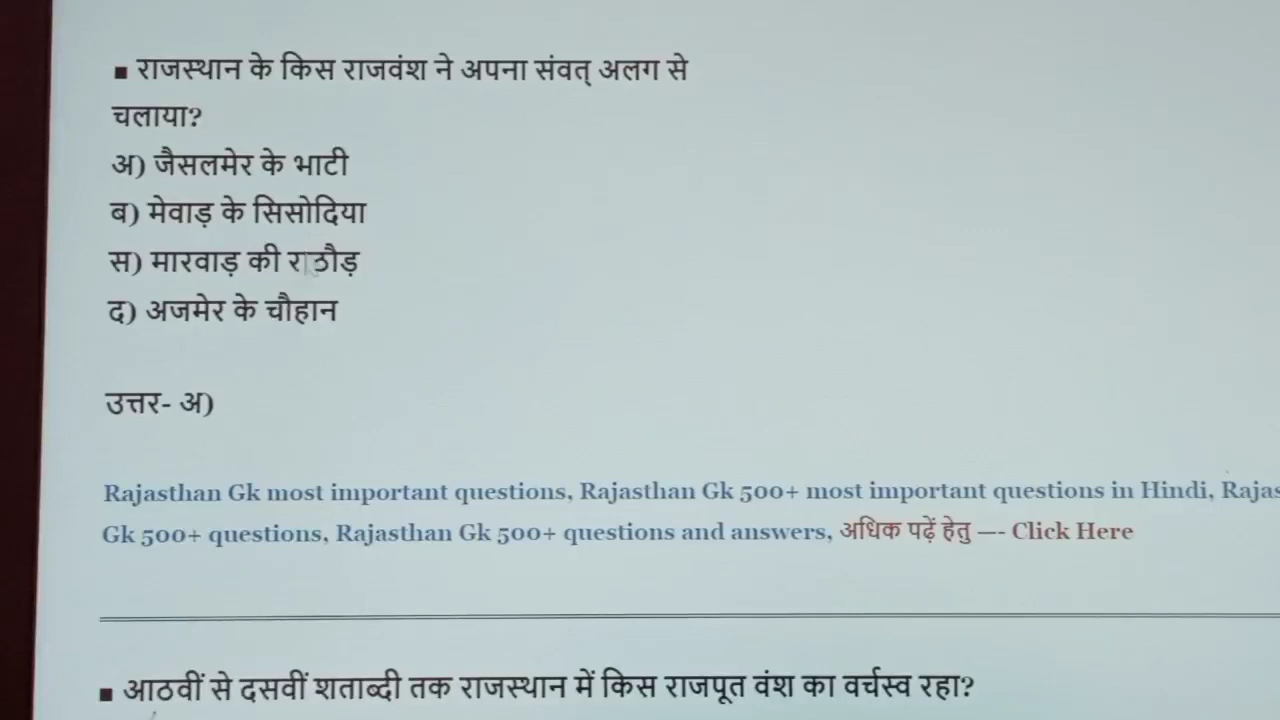 ▪ राजस्थान के किस राजवंश ने अपना संवत् अलग से
चलाया?
अ) जैसलमेर के भाटी
ब) मेवाड़ के सिसोदिया
स) मारवाड़ की राठौड़
द) अजमेर के चौहान
उत्तर- अ)
Rajasthan Gk most important questions, Rajasthan Gk 500+ most important questions in Hindi,
Gk 500+ questions, Rajasthan Gk 500+ questions and answers, अधिक पढ़ें हेतु —- Click Here
▪ आठवीं से दसवीं शताब्दी तक राजस्थान में किस राजपूत वंश का वर्चस्व रहा?